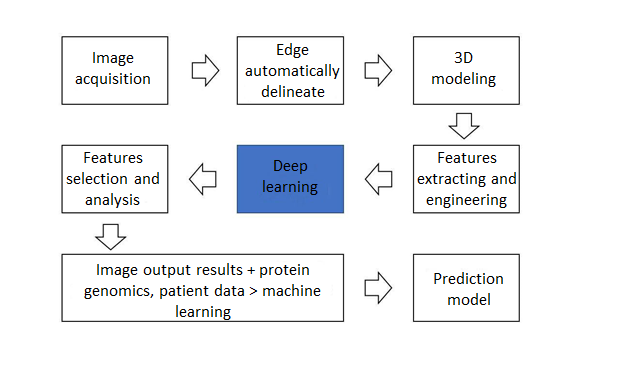 Image
acquisition
Edge
automatically
delineate
3D
modeling
Features
selection and
analysis
Deep
learning
Features
extracting and
engineering
Image output results + protein
genomics, patient data > machine
learning
Prediction
model